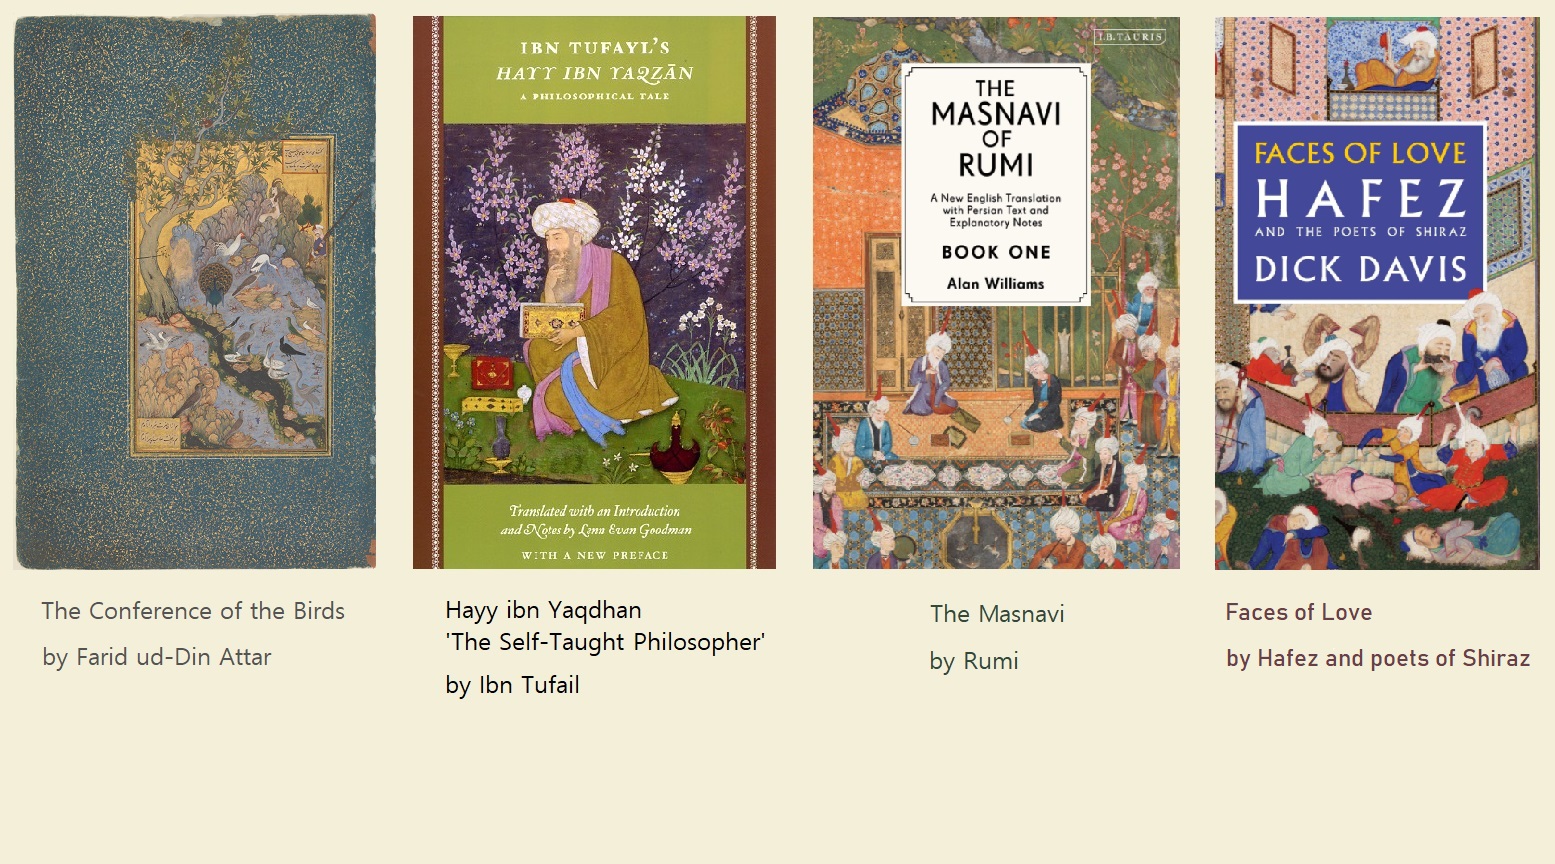 IBN TUFAYL'S
HAYY IBN YAQZĀN
A PHILOSOPHICAL TALE
Translated with an Introduction
and Notes by Lenn Evan Goodman
WITH A NEW PREFACE
I.B.TAURIS
THE
MASNAVI
OF
RUMI
A New English Translation
with Persian Text and
Explanatory Notes
BOOK ONE
Alan Williams
FACES OF LOVE
HAFEZ
AND THE POETS OF SHIRAZ
DICK DAVIS
The Conference of the Birds
by Farid ud-Din Attar
Hayy ibn Yaqdhan
'The Self-Taught Philosopher'
by Ibn Tufail
The Masnavi
by Rumi
Faces of Love
by Hafez and poets of Shiraz